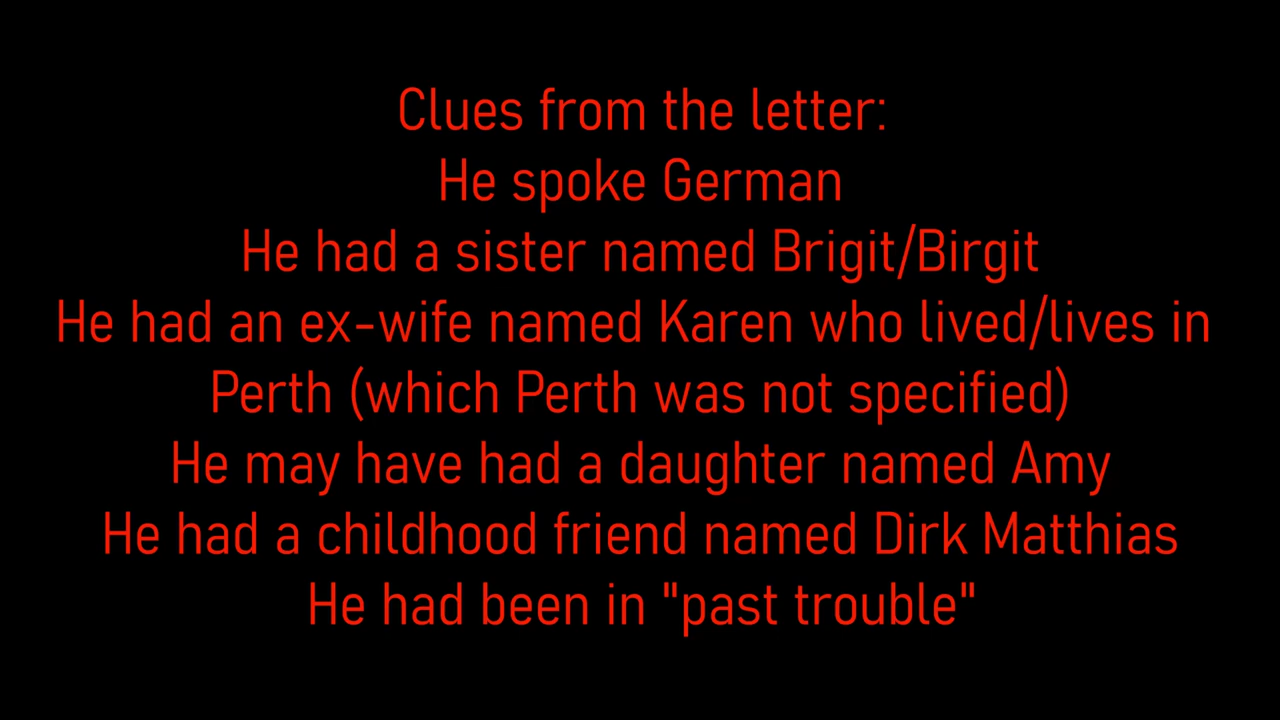 Clues from the letter:
He spoke German
He had a sister named Brigit/Birgit
He had an ex-wife named Karen who lived/lives in
Perth (which Perth was not specified)
He may have had a daughter named Amy
He had a childhood friend named Dirk Matthias
He had been in "past trouble"